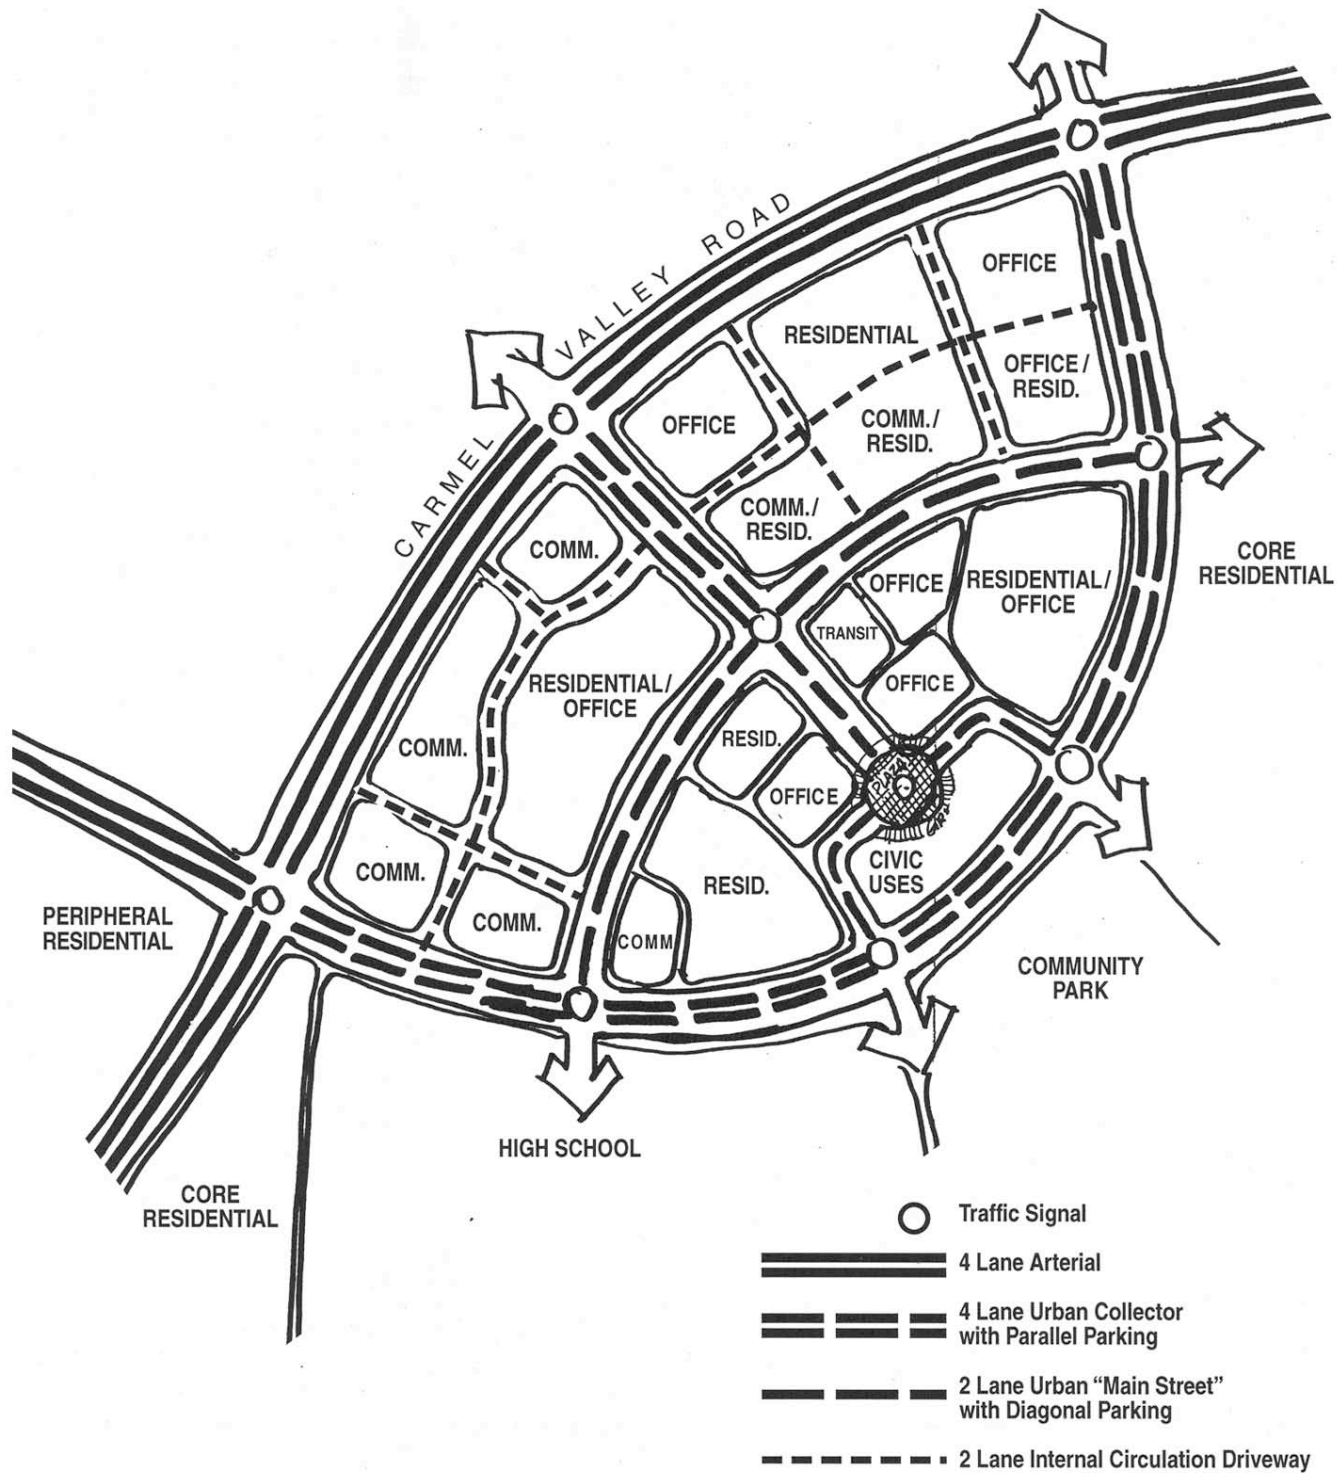 CARMEL VALLEY ROAD
OFFICE
RESIDENTIAL
OFFICE /
RESID.
OFFICE
COMM./
RESID.
COMM./
RESID.
COMM.
OFFICE
RESIDENTIAL/
OFFICE
CORE
RESIDENTIAL
TRANSIT
OFFICE
RESIDENTIAL/
OFFICE
RESID.
COMM.
PLAZA
OFFICE
CIVIC
USES
COMM.
RESID.
COMM.
COMM
PERIPHERAL
RESIDENTIAL
COMMUNITY
PARK
HIGH SCHOOL
CORE
RESIDENTIAL
Traffic Signal
4 Lane Arterial
4 Lane Urban Collector
with Parallel Parking
2 Lane Urban “Main Street”
with Diagonal Parking
2 Lane Internal Circulation Driveway